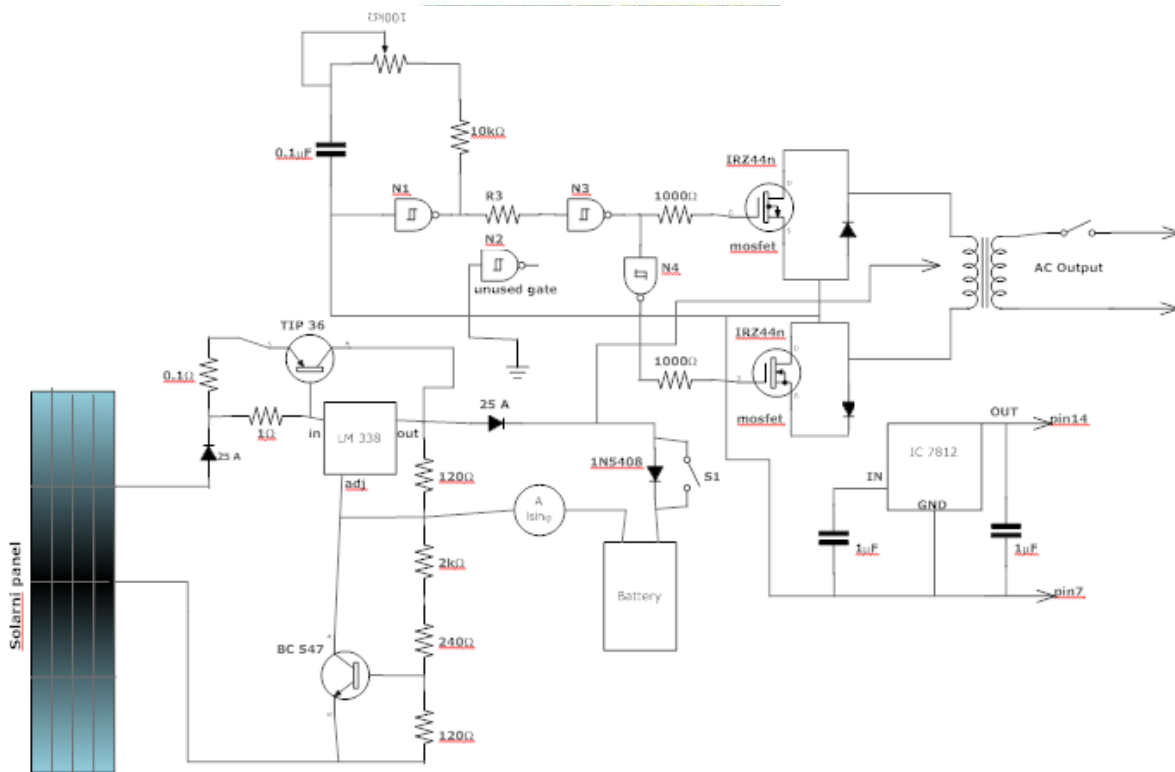 100kΩ
10kΩ
0.1µF
IRZ44n
N1
R3
N3
1000Ω
D
G
S
mosfet
N2
N4
AC Output
unused gate
TIP 36
IRZ44n
D
1000Ω
G
S
0.1Ω
mosfet
25 A
OUT
pin14
1Ω
in
LM 338
out
25 A
IC 7812
1N5408
IN
S1
120Ω
adj
A
Isinφ
GND
1µF
1µF
2kΩ
Battery
pin7
Solarni panel
240Ω
BC 547
120Ω